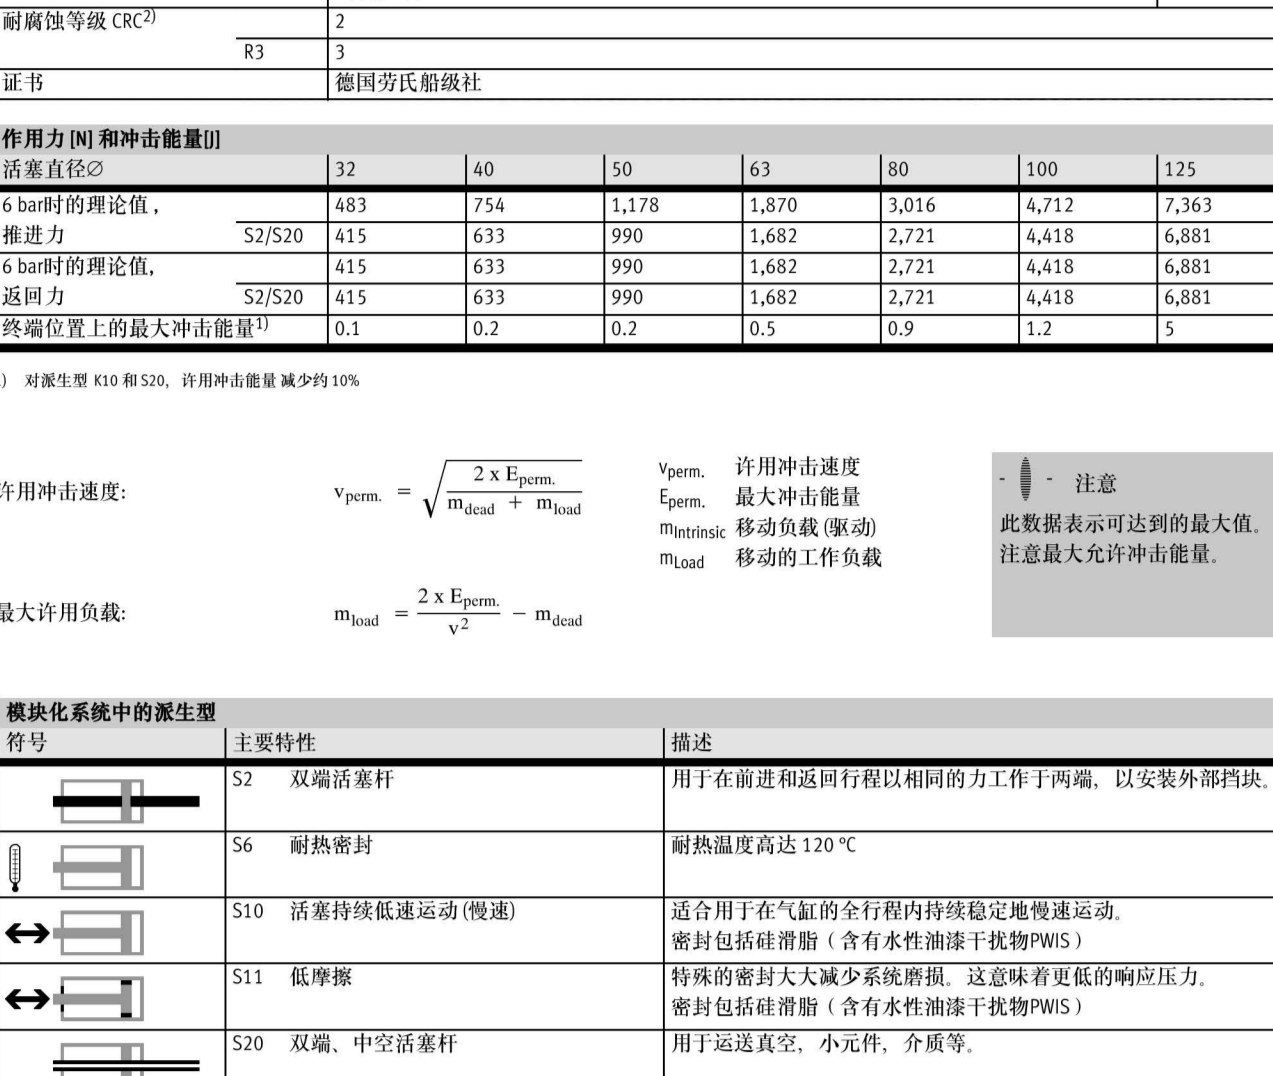 耐腐蚀等级 CRC2) 2
R3 3
证书 德国劳氏船级社
作用力 [N] 和冲击能量[J]
活塞直径∅ 32 40 50 63 80 100 125
6 bar时的理论值， 483 754 1,178 1,870 3,016 4,712 7,363
推进力 S2/S20 415 633 990 1,682 2,721 4,418 6,881
6 bar时的理论值, 415 633 990 1,682 2,721 4,418 6,881
返回力 S2/S20 415 633 990 1,682 2,721 4,418 6,881
终端位置上的最大冲击能量1) 0.1 0.2 0.2 0.5 0.9 1.2 5
) 对派生型 K10 和 S20，许用冲击能量 减少约 10%
许用冲击速度: vperm. = √ 2 x Eperm. / mdead + mload
vperm. 许用冲击速度
Eperm. 最大冲击能量
mIntrinsic 移动负载 (驱动)
mLoad 移动的工作负载
- - 注意
此数据表示可达到的最大值。
注意最大允许冲击能量。
最大许用负载: mload = 2 x Eperm. / v2 − mdead
模块化系统中的派生型
符号 主要特性 描述
S2 双端活塞杆 用于在前进和返回行程以相同的力工作于两端，以安装外部挡块。
S6 耐热密封 耐热温度高达 120 ºC
S10 活塞持续低速运动 (慢速) 适合用于在气缸的全行程内持续稳定地慢速运动。
密封包括硅滑脂（含有水性油漆干扰物PWIS）
S11 低摩擦 特殊的密封大大减少系统磨损。这意味着更低的响应压力。
密封包括硅滑脂（含有水性油漆干扰物PWIS）
S20 双端、中空活塞杆 用于运送真空，小元件，介质等。